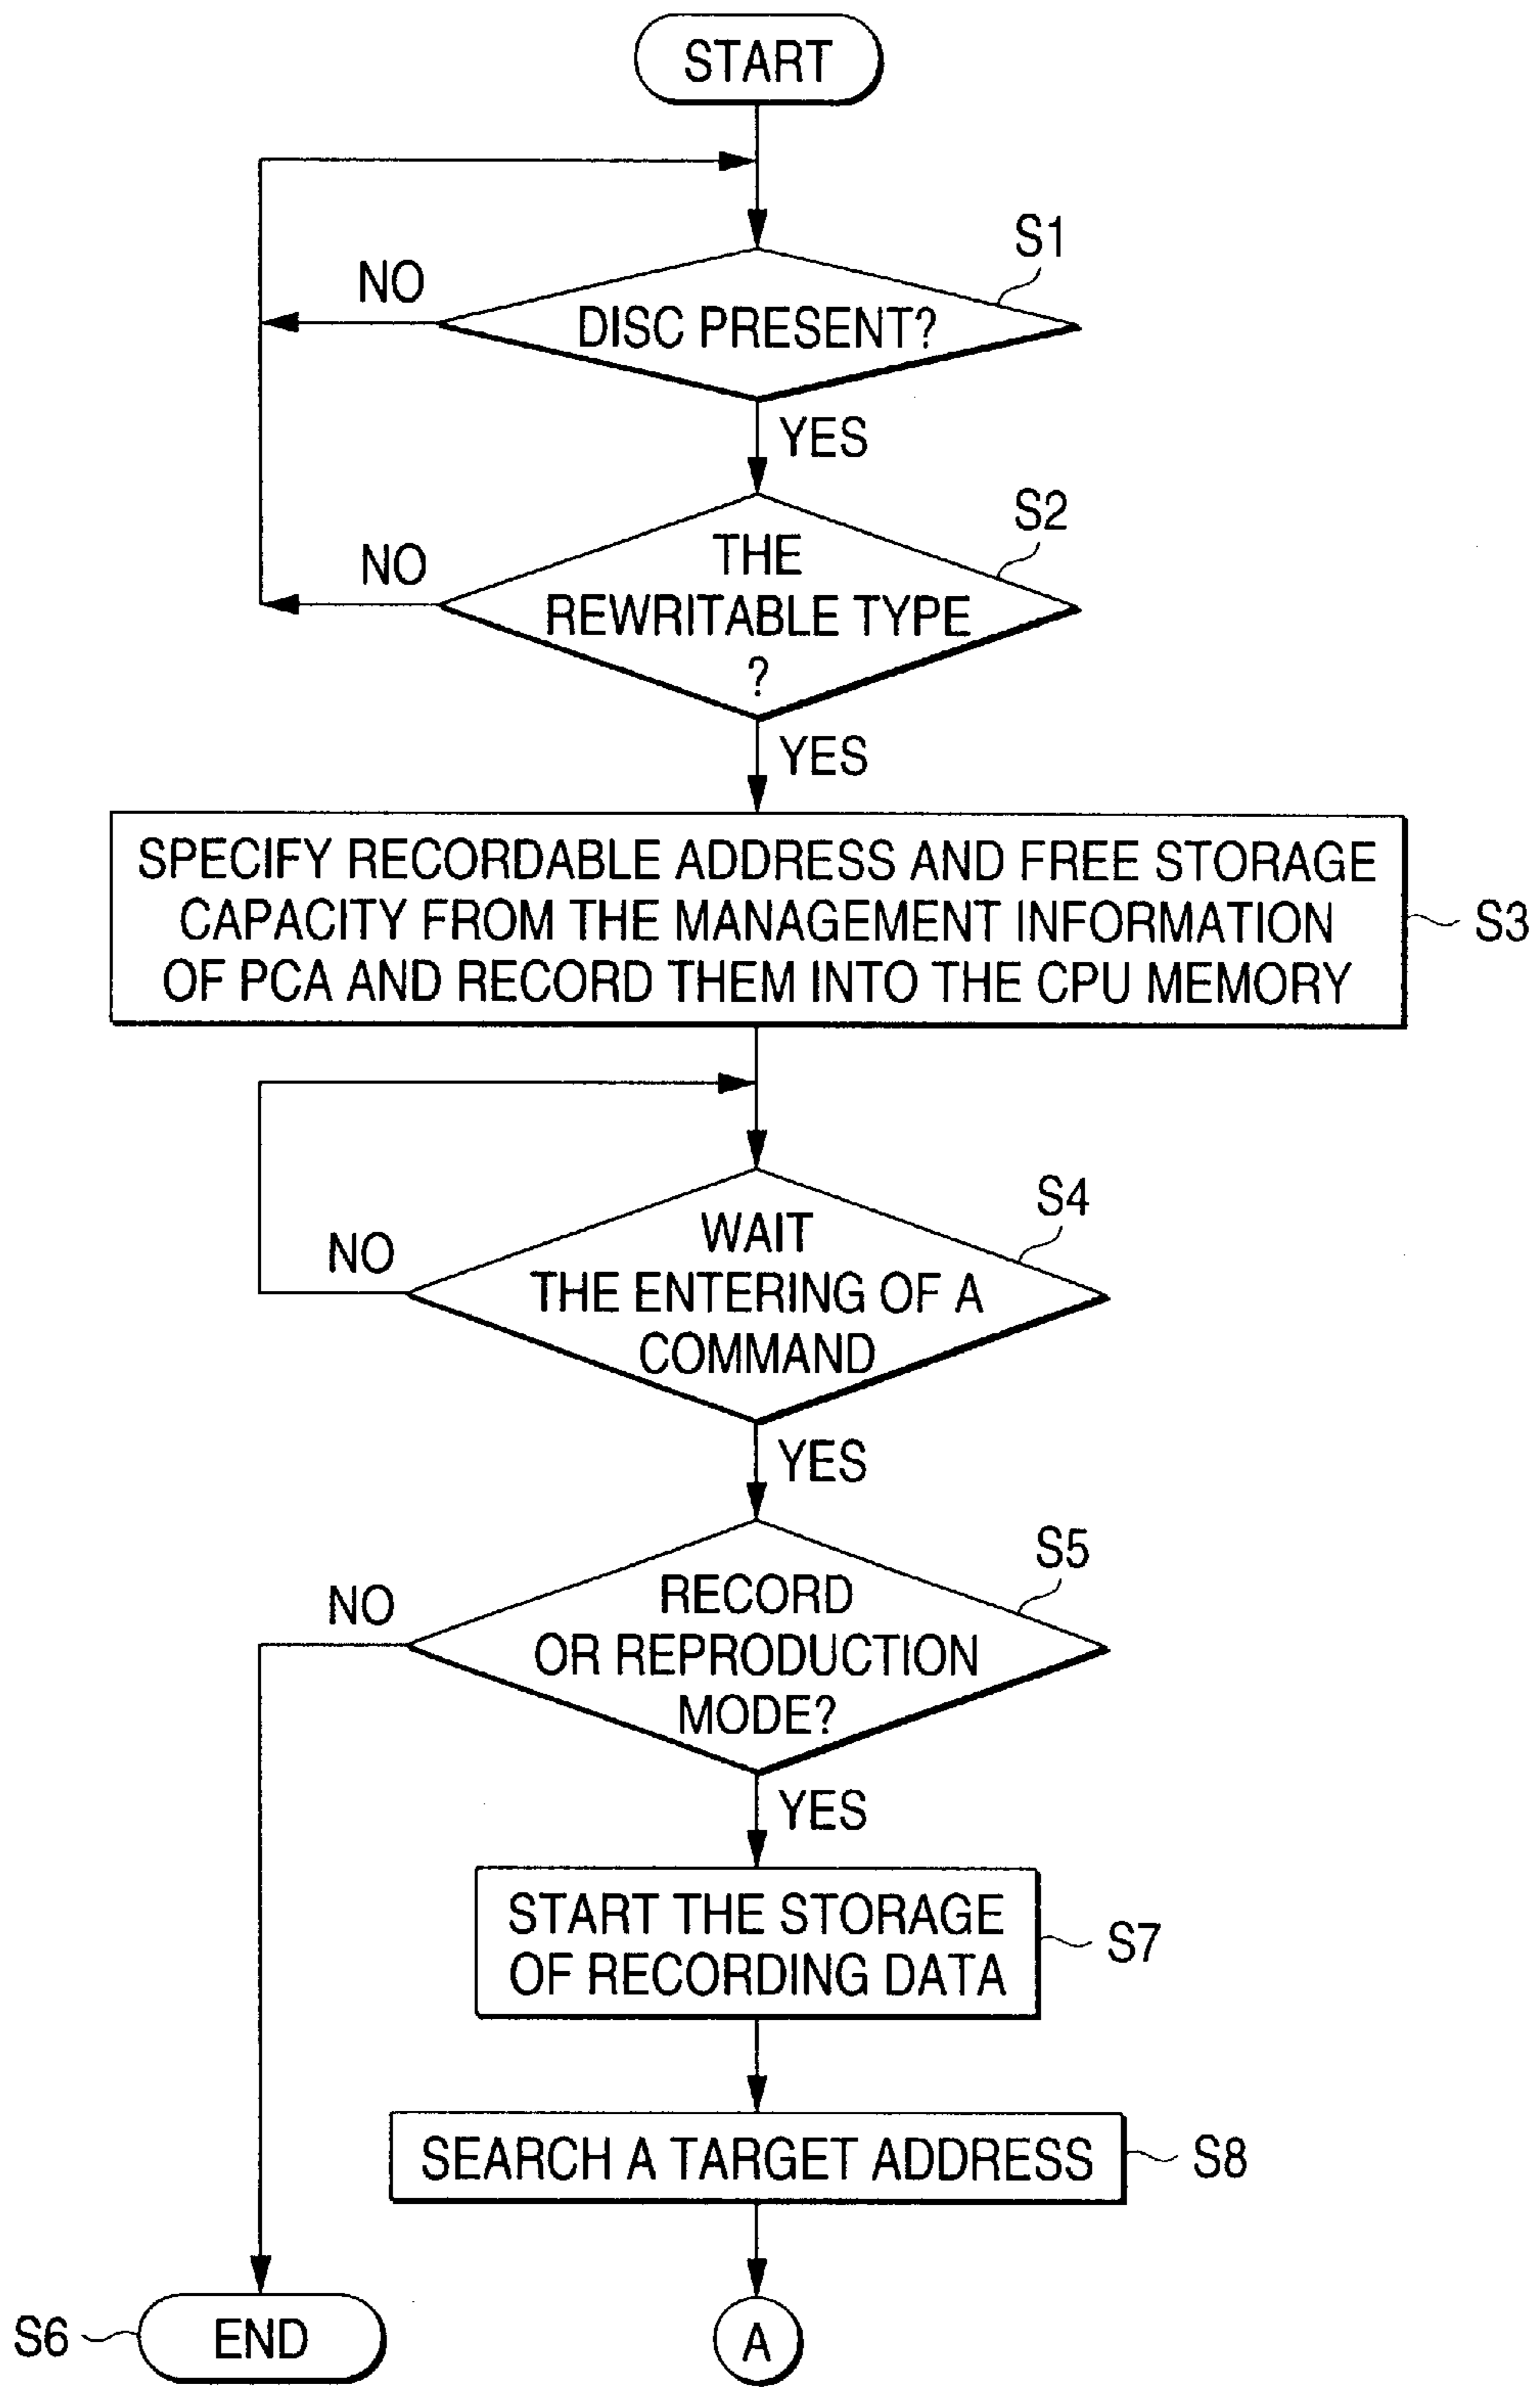 START
S1
NO
DISC PRESENT?
YES
S2
NO
THE
REWRITABLE TYPE
?
YES
SPECIFY RECORDABLE ADDRESS AND FREE STORAGE
CAPACITY FROM THE MANAGEMENT INFORMATION
OF PCA AND RECORD THEM INTO THE CPU MEMORY
S3
S4
NO
WAIT
THE ENTERING OF A
COMMAND
YES
S5
NO
RECORD
OR REPRODUCTION
MODE?
YES
START THE STORAGE
OF RECORDING DATA
S7
SEARCH A TARGET ADDRESS
S8
S6
END
A